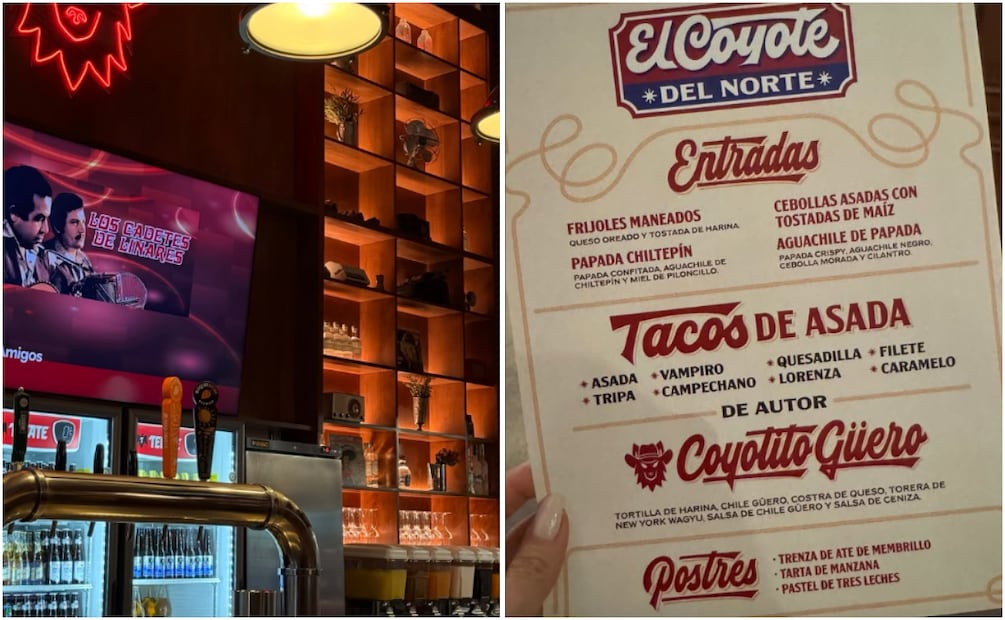 LOS CADETES
DE LINARES
Amigos
El Coyote
DEL NORTE
Entradas
FRIJOLES MANEADOS
QUESO OREADO Y TOSTADA DE HARINA.
PAPADA CHILTEPÍN
PAPADA CONFITADA, AGUACHILE DE
CHILTEPÍN Y MIEL DE PILONCILLO.
CEBOLLAS ASADAS CON
TOSTADAS DE MAÍZ
AGUACHILE DE PAPADA
PAPADA CRISPY, AGUACHILE NEGRO,
CEBOLLA MORADA Y CILANTRO.
Tacos DE ASADA
ASADA
TRIPA
VAMPIRO
CAMPECHANO
QUESADILLA
LORENZA
FILETE
CARAMELO
DE AUTOR
Coyotito Güero
TORTILLA DE HARINA, CHILE GÜERO, COSTRA DE QUESO, TORERA DE
NEW YORK WAGYU, SALSA DE CHILE GÜERO Y SALSA DE CENIZA.
Postres
· TRENZA DE ATE DE MEMBRILLO
· TARTA DE MANZANA
· PASTEL DE TRES LECHES